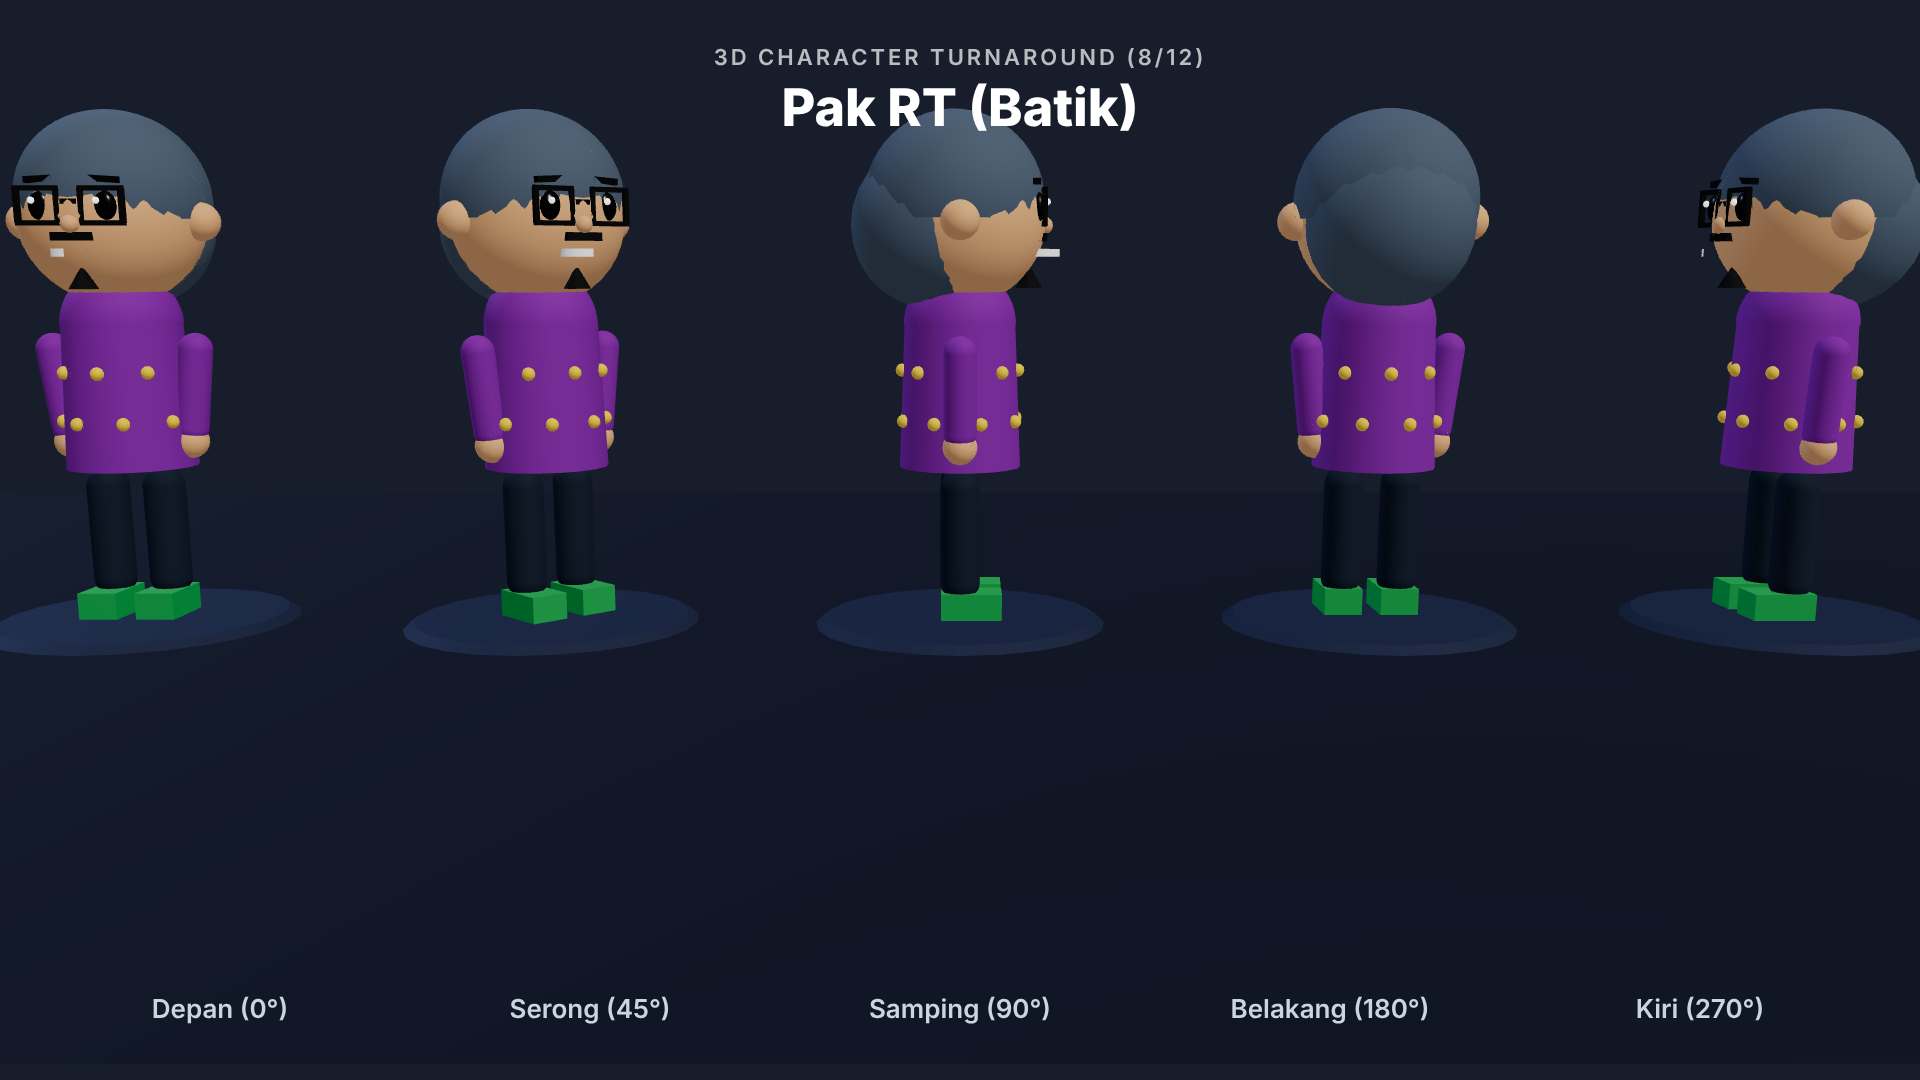 3D CHARACTER TURNAROUND (8/12)
Pak RT (Batik)
Depan (0°)
Serong (45°)
Samping (90°)
Belakang (180°)
Kiri (270°)